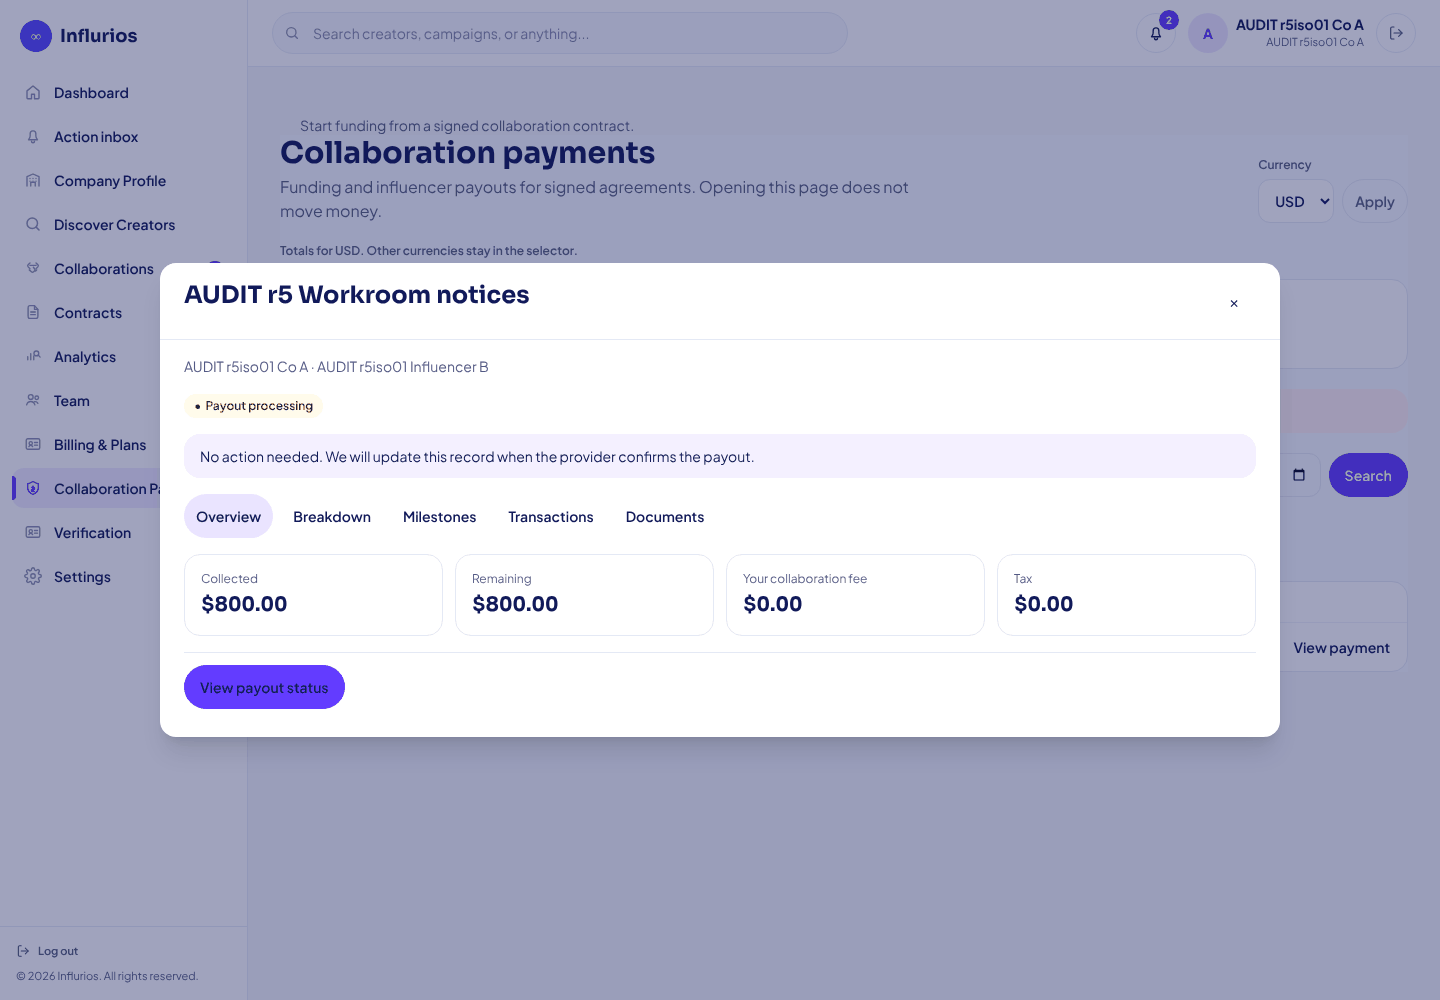 Influrios
Search creators, campaigns, or anything...
2
A
AUDIT r5iso01 Co A
AUDIT r5iso01 Co A
Dashboard
Action inbox
Company Profile
Discover Creators
Collaborations
Contracts
Analytics
Team
Billing & Plans
Collaboration Pa
Verification
Settings
Log out
© 2026 Influrios. All rights reserved.
Start funding from a signed collaboration contract.
Collaboration payments
Funding and influencer payouts for signed agreements. Opening this page does not
move money.
Currency
USD
Apply
Totals for USD. Other currencies stay in the selector.
Search
View payment
AUDIT r5 Workroom notices
×
AUDIT r5iso01 Co A · AUDIT r5iso01 Influencer B
• Payout processing
No action needed. We will update this record when the provider confirms the payout.
Overview
Breakdown
Milestones
Transactions
Documents
Collected
$800.00
Remaining
$800.00
Your collaboration fee
$0.00
Tax
$0.00
View payout status